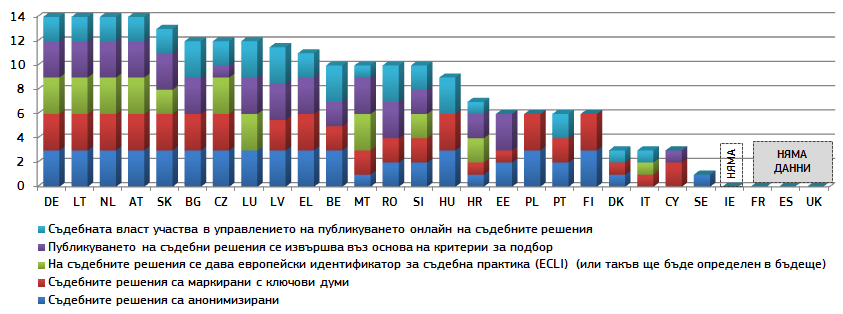 14
12
10
8
6
4
2
0
НЯМА
НЯМА
ДАННИ
DE LT NL AT SK BG CZ LU LV EL BE MT RO SI HU HR EE PL PT FI DK IT CY SE IE FR ES UK
Съдебната власт участва в управлението на публикуването онлайн на съдебните решения
Публикуването на съдебни решения се извършва въз основа на критерии за подбор
На съдебните решения се дава европейски идентификатор за съдебна практика (ECLI) (или такъв ще бъде определен в бъдеще)
Съдебните решения са маркирани с ключови думи
Съдебните решения са анонимизирани